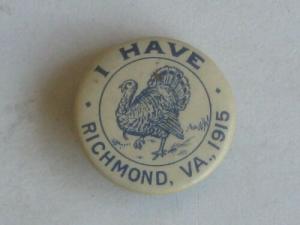 · I HAVE ·
RICHMOND, VA., 1915